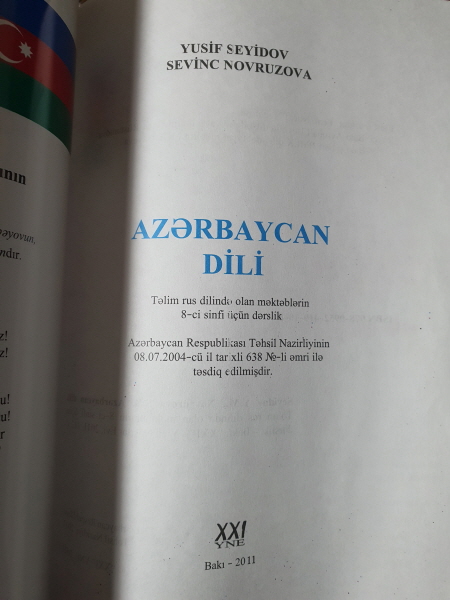 YUSİF SEYİDOV
SEVİNC NOVRUZOVA
AZƏRBAYCAN
DİLİ
Təlim rus dilində olan məktəblərin
8-ci sinfi üçün dərslik
Azərbaycan Respublikası Təhsil Nazirliyinin
08.07.2004-cü il tarixli 638 №-li əmri ilə
təsdiq edilmişdir.
XXI
YNE
Bakı - 2011